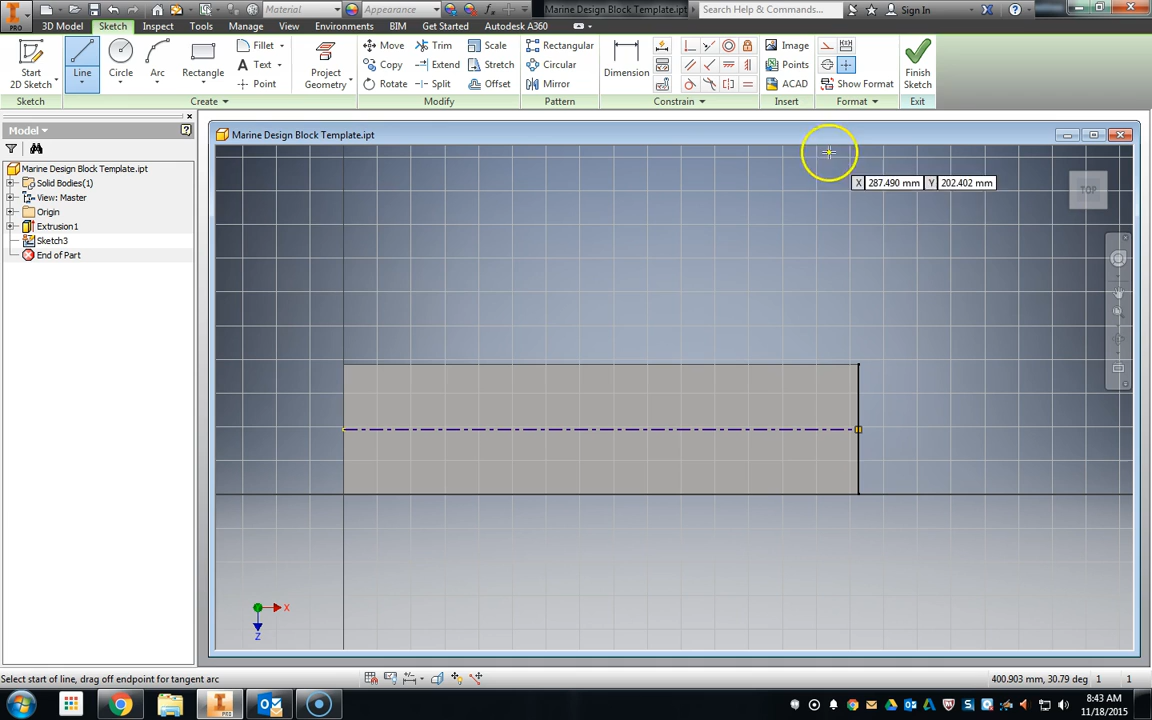 Material
Appearance
Marine Design Block Template.ipt
Search Help & Commands...
Sign In
PRO
3D Model
Sketch
Inspect
Tools
Manage
View
Environments
BIM
Get Started
Autodesk A360
Start
2D Sketch
Line
Circle
Arc
Rectangle
Fillet
Text
Point
Project
Geometry
Move
Copy
Rotate
Trim
Extend
Split
Scale
Stretch
Offset
Rectangular
Circular
Mirror
Dimension
Image
Points
ACAD
Show Format
Finish
Sketch
Sketch
Create
Modify
Pattern
Constrain
Insert
Format
Exit
Model
Marine Design Block Template.ipt
Solid Bodies(1)
View: Master
Origin
Extrusion1
Sketch3
End of Part
Marine Design Block Template.ipt
X 287.490 mm Y 202.402 mm
TOP
X
Z
Select start of line, drag off endpoint for tangent arc
400.903 mm, 30.79 deg 1 1
PRO
8:43 AM
11/18/2015